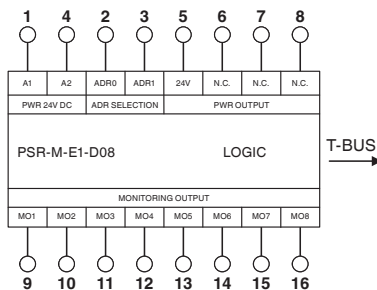 1 4 2 3 5 6 7 8
A1 A2 ADR0 ADR1 24V N.C. N.C. N.C.
PWR 24V DC ADR SELECTION PWR OUTPUT
PSR-M-E1-D08 LOGIC T-BUS
MONITORING OUTPUT
MO1 MO2 MO3 MO4 MO5 MO6 MO7 MO8
9 10 11 12 13 14 15 16